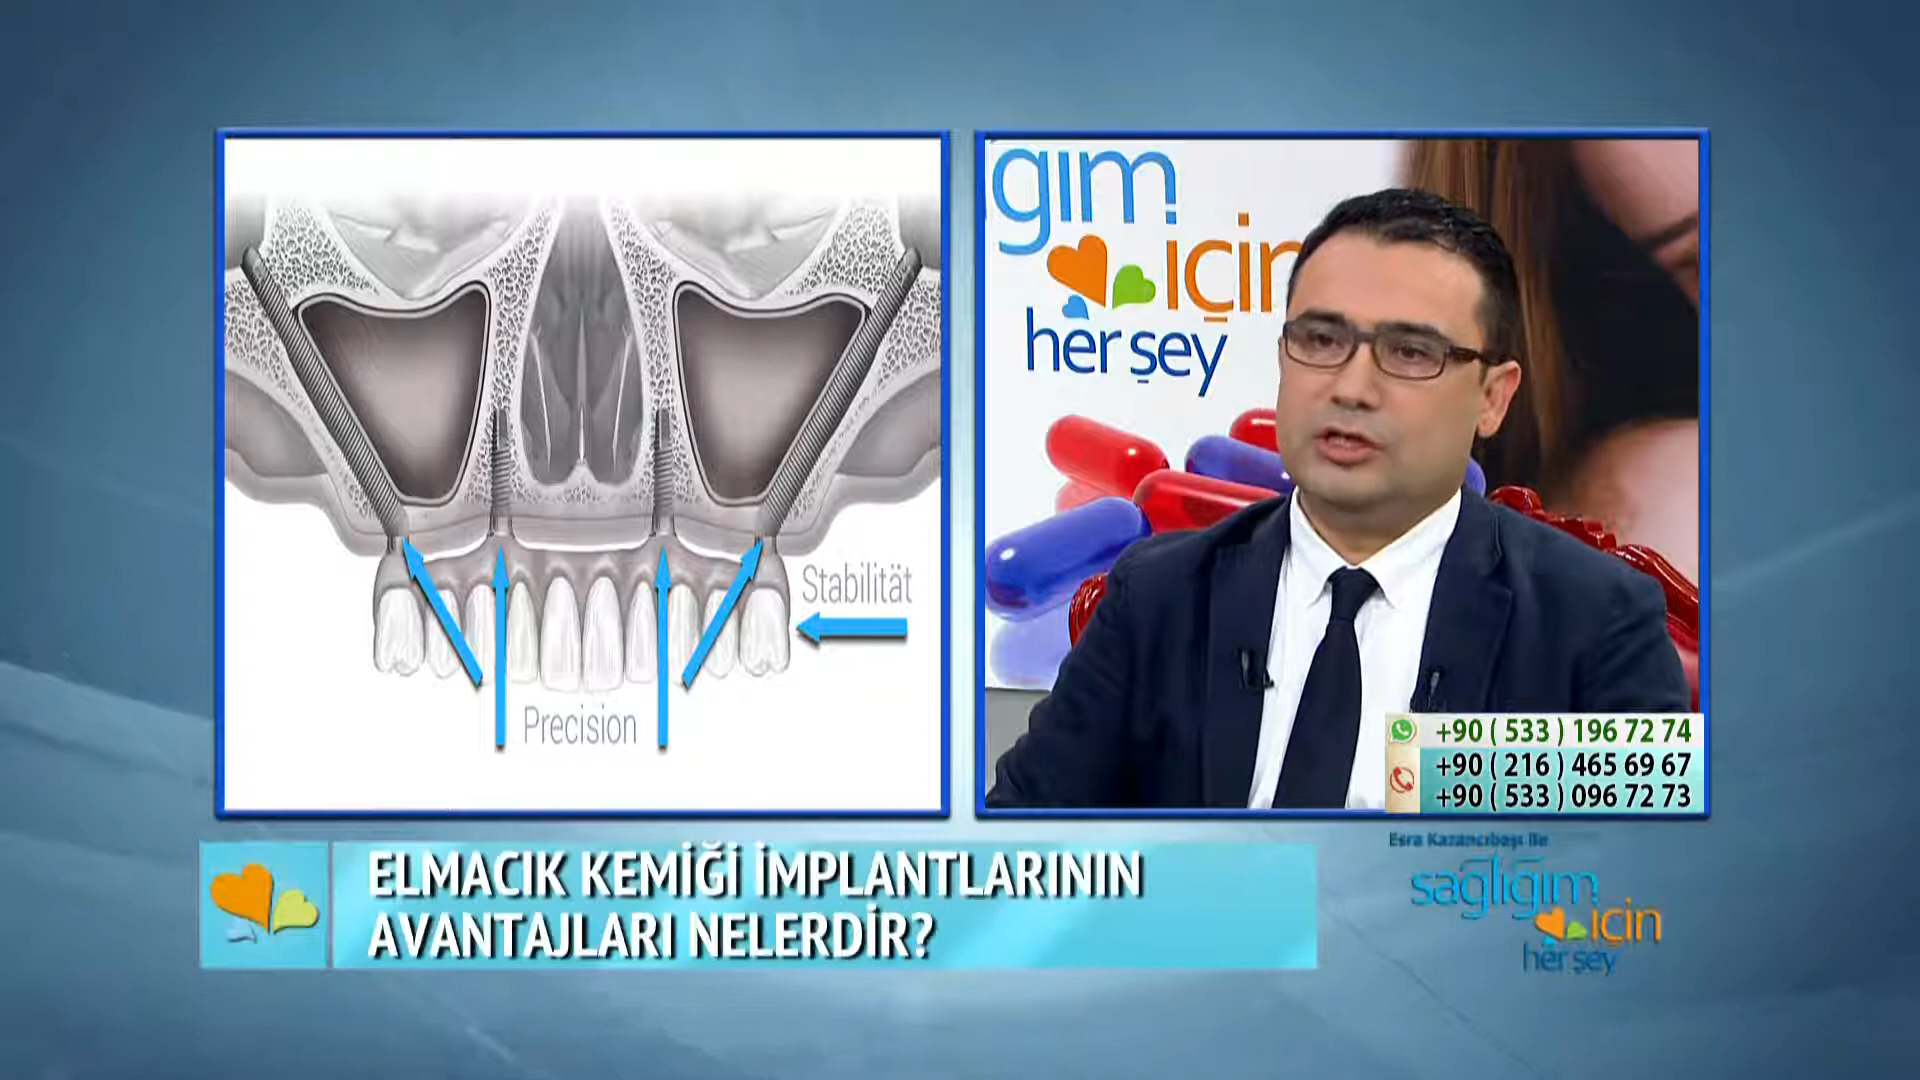 Stabilität
Precision
ğım
için
her şey
+90 ( 533 ) 196 72 74
+90 ( 216 ) 465 69 67
+90 ( 533 ) 096 72 73
ELMACIK KEMİĞİ İMPLANTLARININ
AVANTAJLARI NELERDİR?
Esra Kazancıbaşı ile
sağlığım
için
her şey